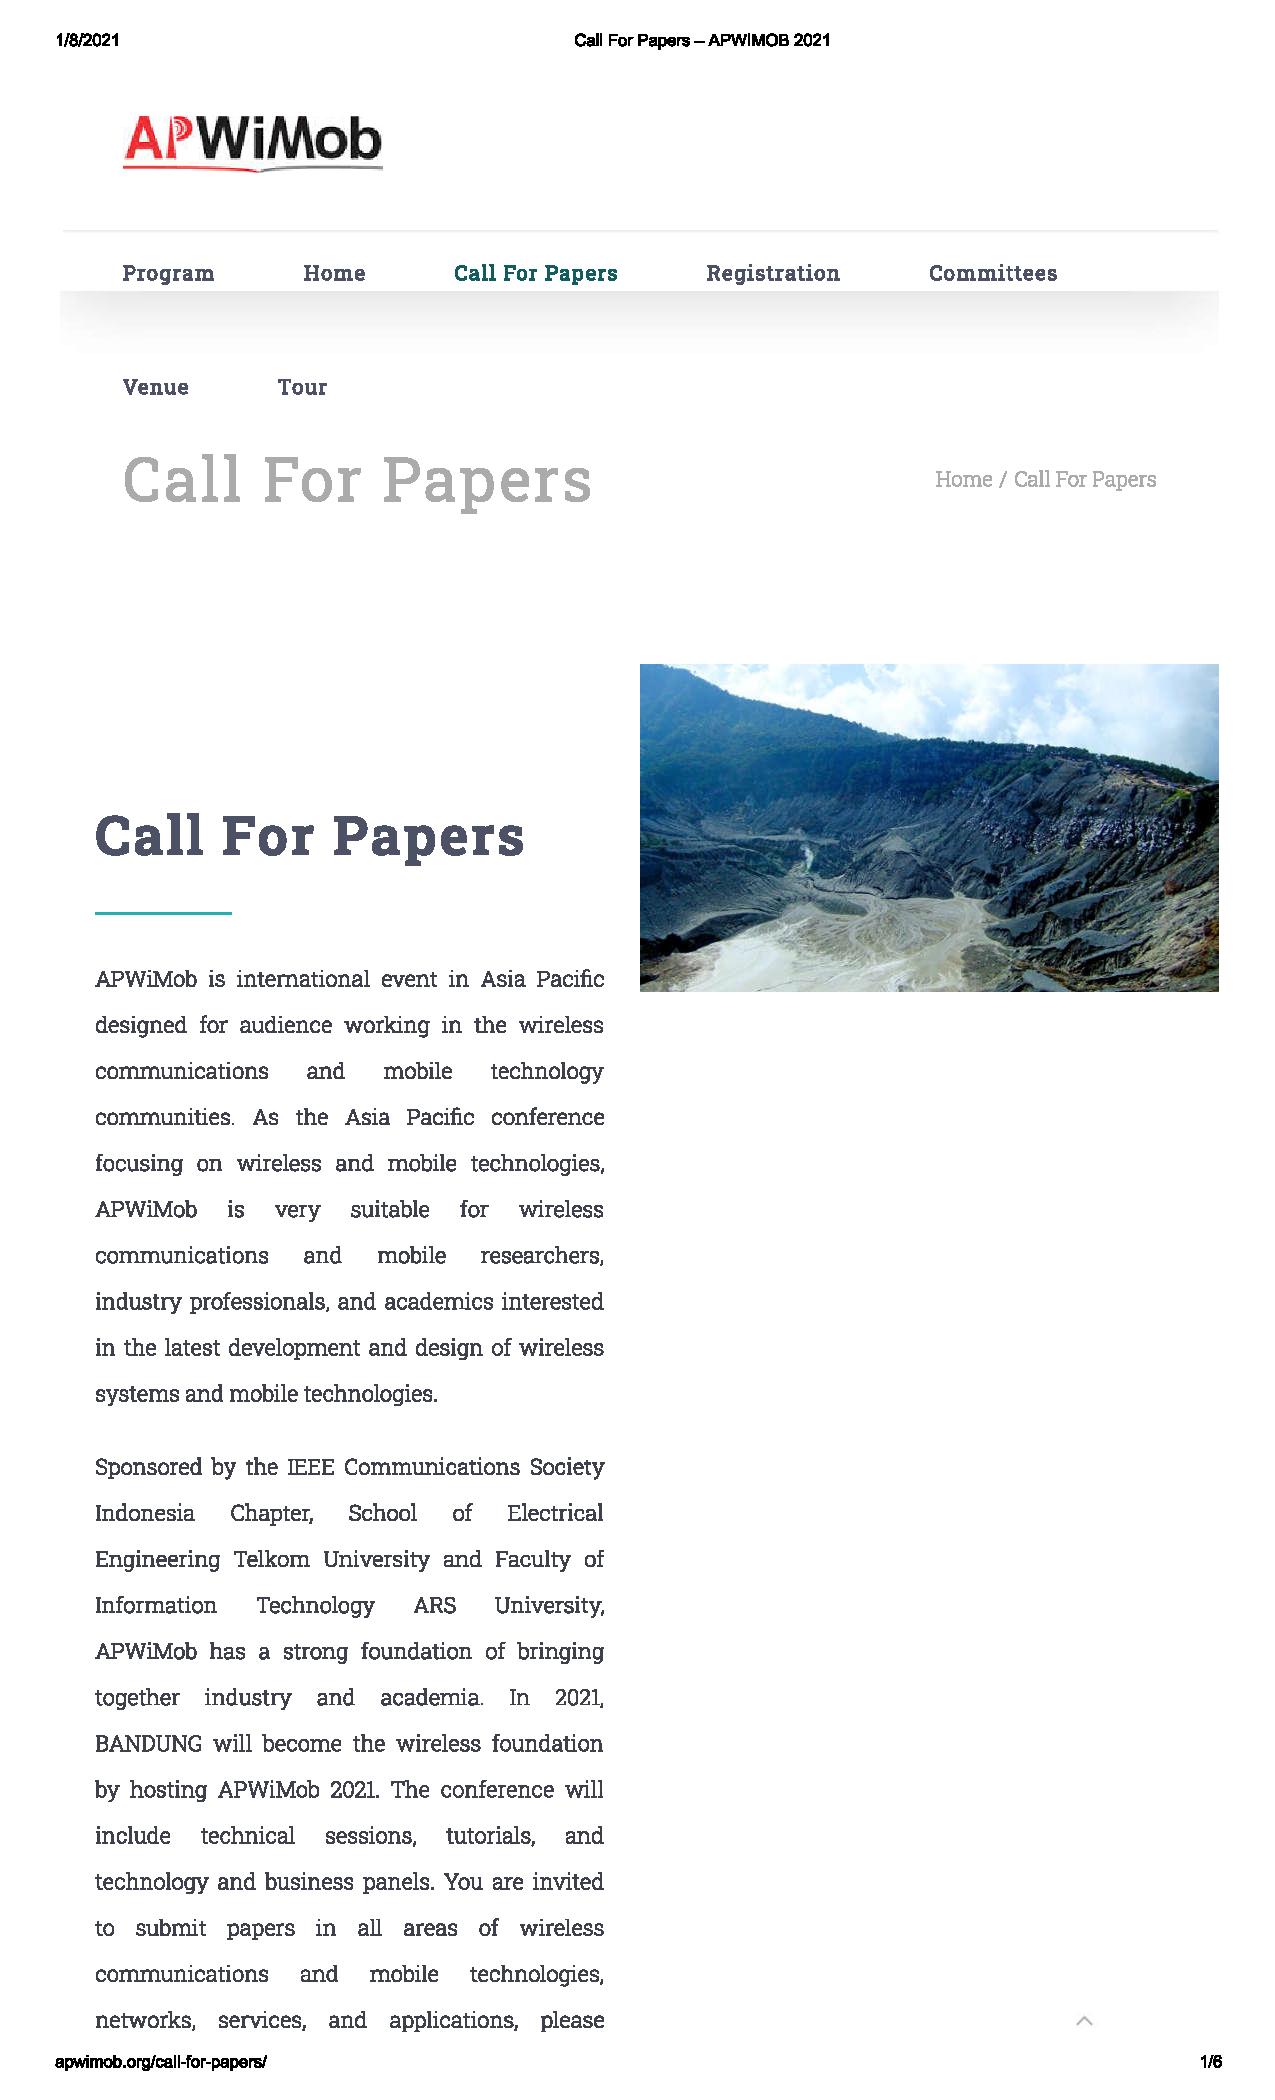 1/8/2021
Call For Papers – APWIMOB 2021
APWiMob
Program
Home
Call For Papers
Registration
Committees
Venue
Tour
Call For Papers
Home / Call For Papers
Call For Papers
APWiMob is international event in Asia Pacific
designed for audience working in the wireless
communications and mobile technology
communities. As the Asia Pacific conference
focusing on wireless and mobile technologies,
APWiMob is very suitable for wireless
communications and mobile researchers,
industry professionals, and academics interested
in the latest development and design of wireless
systems and mobile technologies.
Sponsored by the IEEE Communications Society
Indonesia Chapter, School of Electrical
Engineering Telkom University and Faculty of
Information Technology ARS University,
APWiMob has a strong foundation of bringing
together industry and academia. In 2021,
BANDUNG will become the wireless foundation
by hosting APWiMob 2021. The conference will
include technical sessions, tutorials, and
technology and business panels. You are invited
to submit papers in all areas of wireless
communications and mobile technologies,
networks, services, and applications, please
apwimob.org/call-for-papers/
1/6